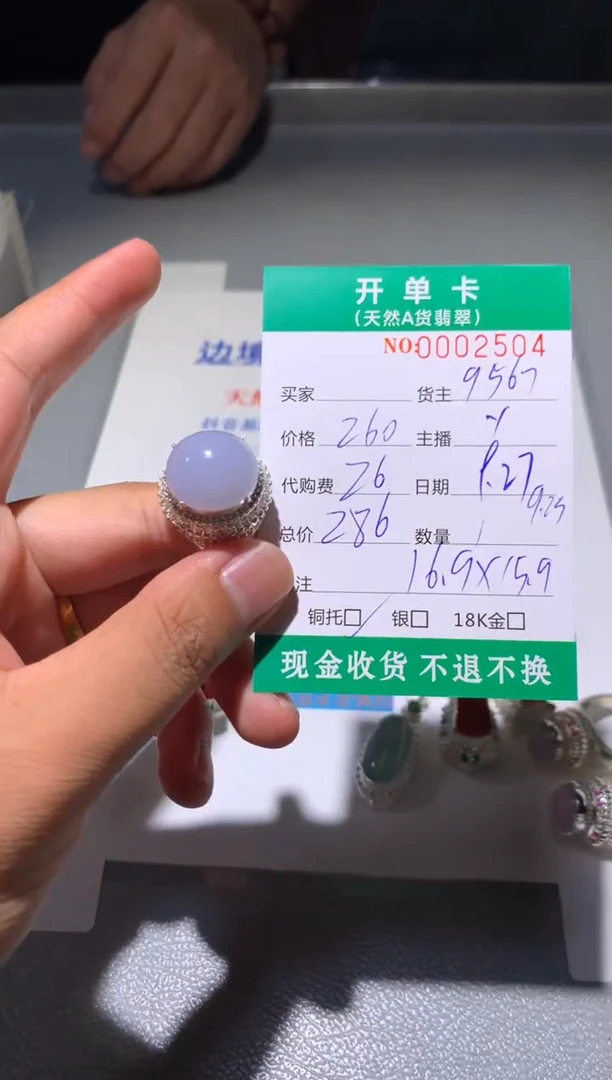 开单卡
(天然A货翡翠)
NO:0002504
买家 货主 9567
价格 260 主播 Y
代购费 26 日期 1.27
9.25
总价 286 数量 1
注 16.9X15.9
铜托□ 银□ 18K金□
现金收货 不退不换
边境
天然